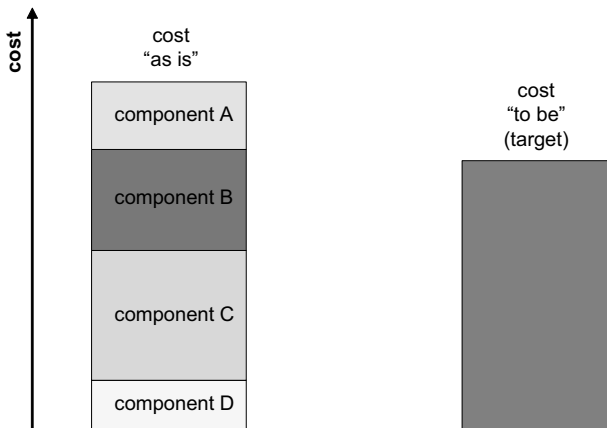 cost
cost
“as is”
component A
component B
component C
component D
cost
“to be”
(target)